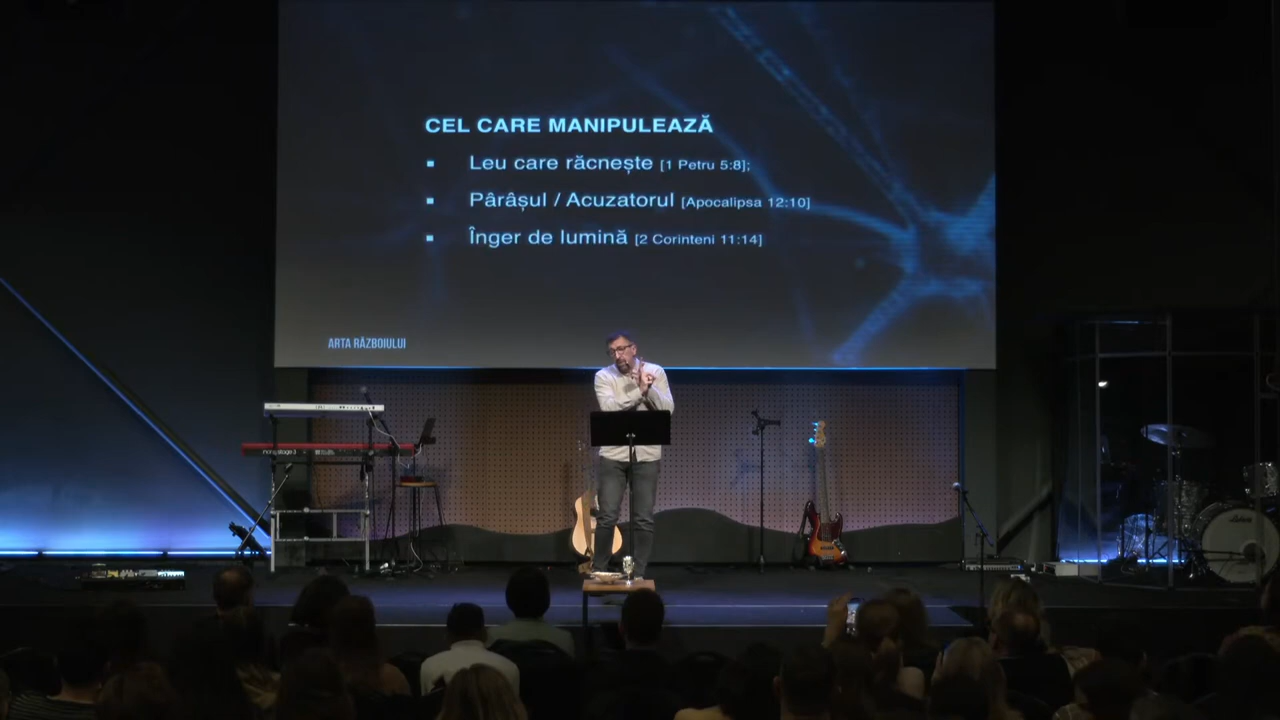 CEL CARE MANIPULEAZĂ
▪ Leu care răcnește [1 Petru 5:8];
▪ Pârâșul / Acuzatorul [Apocalipsa 12:10]
▪ Înger de lumină [2 Corinteni 11:14]
ARTA RĂZBOIULUI